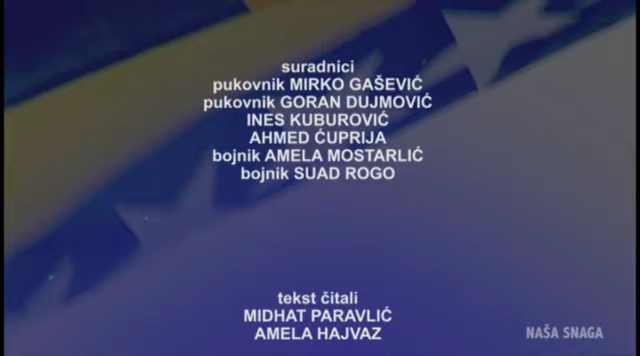 suradnici
pukovnik MIRKO GAŠEVIĆ
pukovnik GORAN DUJMOVIĆ
INES KUBUROVIĆ
AHMED ĆUPRIJA
bojnik AMELA MOSTARLIĆ
bojnik SUAD ROGO
tekst čitali
MIDHAT PARAVLIĆ
AMELA HAJVAZ
NAŠA SNAGA